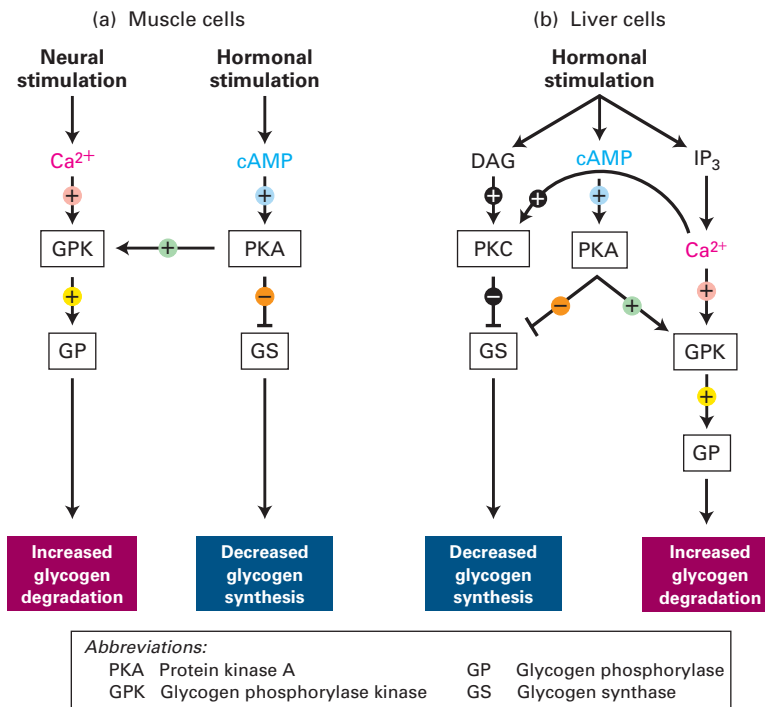 (a) Muscle cells
Neural
stimulation
Hormonal
stimulation
Ca²⁺
cAMP
+
+
GPK
+
PKA
+
−
GP
GS
Increased
glycogen
degradation
Decreased
glycogen
synthesis
(b) Liver cells
Hormonal
stimulation
DAG
cAMP
IP₃
+
+
+
PKC
PKA
Ca²⁺
−
−
+
+
GS
GPK
+
GP
Decreased
glycogen
synthesis
Increased
glycogen
degradation
Abbreviations:
PKA Protein kinase A
GPK Glycogen phosphorylase kinase
GP Glycogen phosphorylase
GS Glycogen synthase